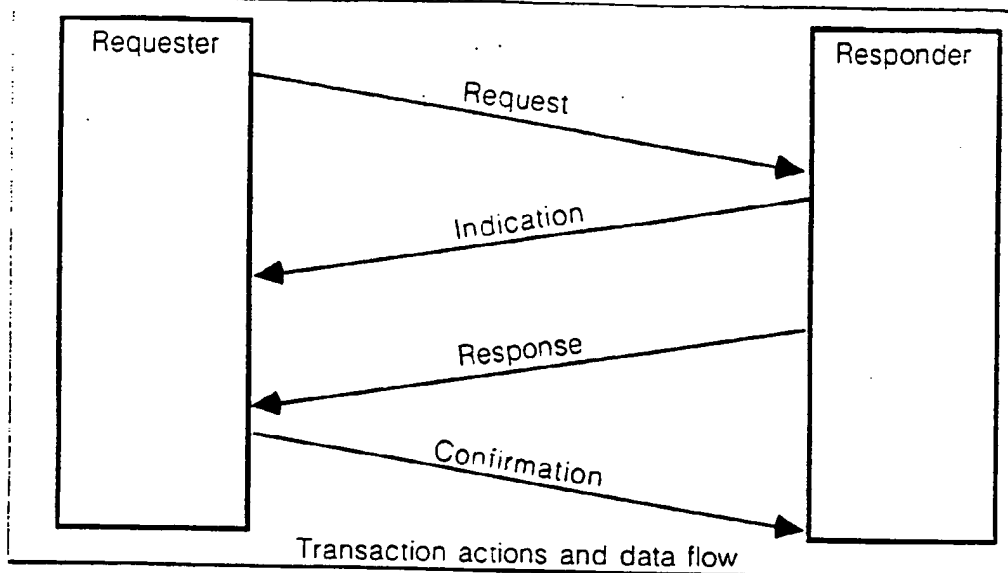 Requester
Responder
Request
Indication
Response
Confirmation
Transaction actions and data flow